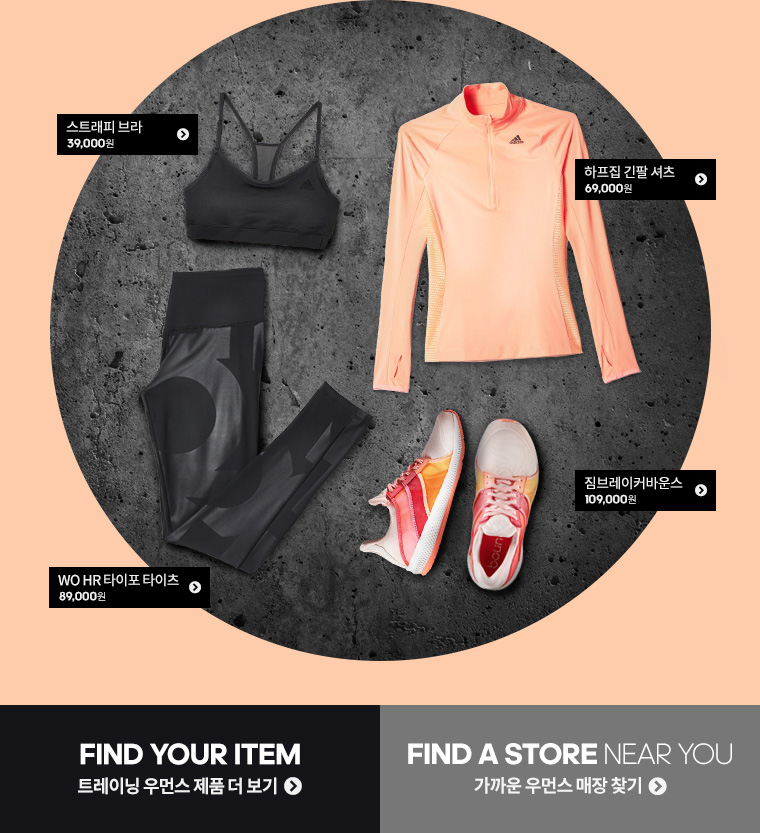 스트래피 브라
39,000원
adidas
하프집 긴팔 셔츠
69,000원
짐브레이커바운스
109,000원
boun
WO HR 타이포 타이츠
89,000원
FIND YOUR ITEM
트레이닝 우먼스 제품 더 보기
FIND A STORE NEAR YOU
가까운 우먼스 매장 찾기